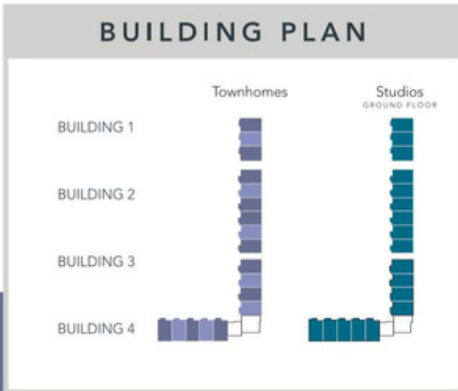 BUILDING PLAN
Townhomes
Studios
GROUND FLOOR
BUILDING 1
BUILDING 2
BUILDING 3
BUILDING 4